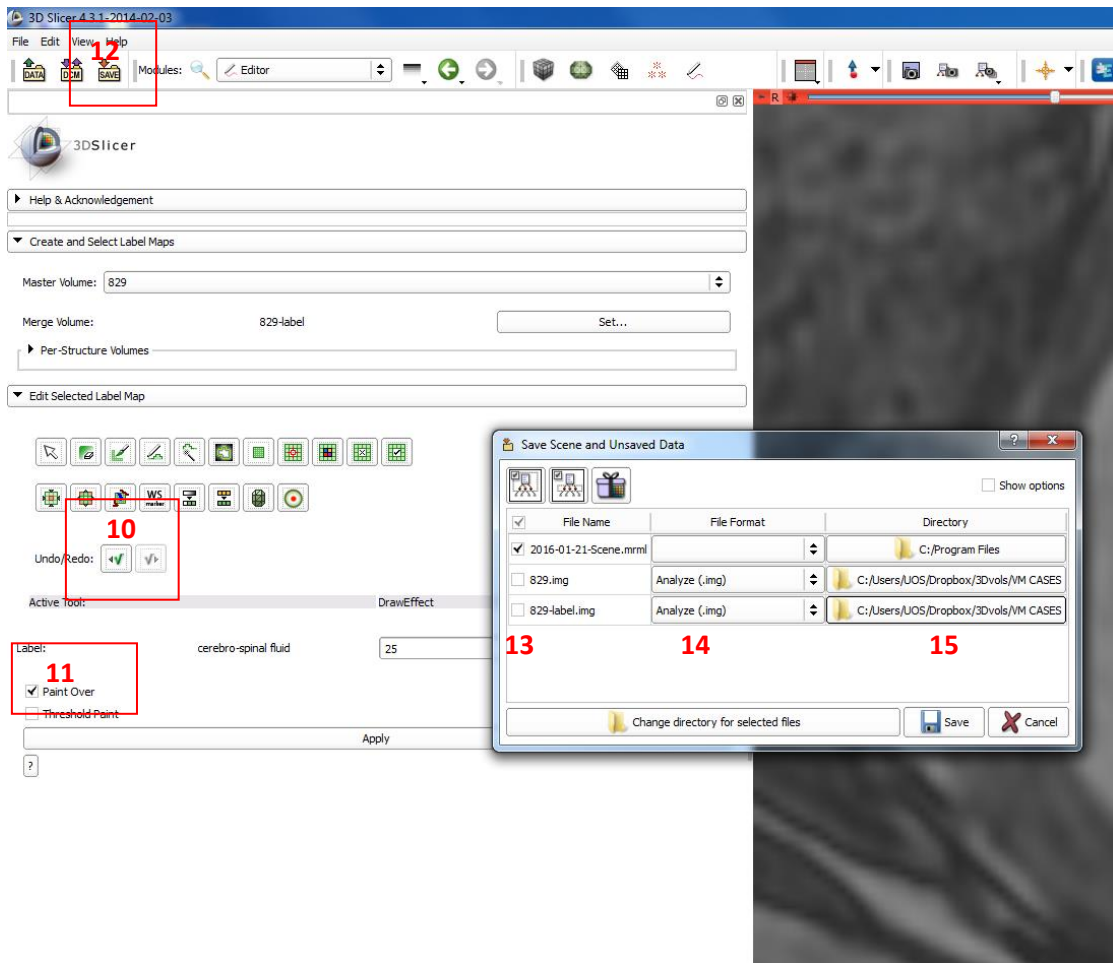 3D Slicer 4.3.1-2014-02-03
File Edit View Help
12
DATA DCM SAVE Modules: Editor
R
3DSlicer
Help & Acknowledgement
Create and Select Label Maps
Master Volume: 829
Merge Volume: 829-label Set...
Per-Structure Volumes
Edit Selected Label Map
WS marker
10
Undo/Redo:
Active Tool: DrawEffect
Label: cerebro-spinal fluid 25
11
Paint Over
Threshold Paint
Apply
?
Save Scene and Unsaved Data
? X
Show options
File Name File Format Directory
2016-01-21-Scene.mrml C:/Program Files
829.img Analyze (.img) C:/Users/UOS/Dropbox/3Dvols/VM CASES
829-label.img Analyze (.img) C:/Users/UOS/Dropbox/3Dvols/VM CASES
13 14 15
Change directory for selected files Save Cancel